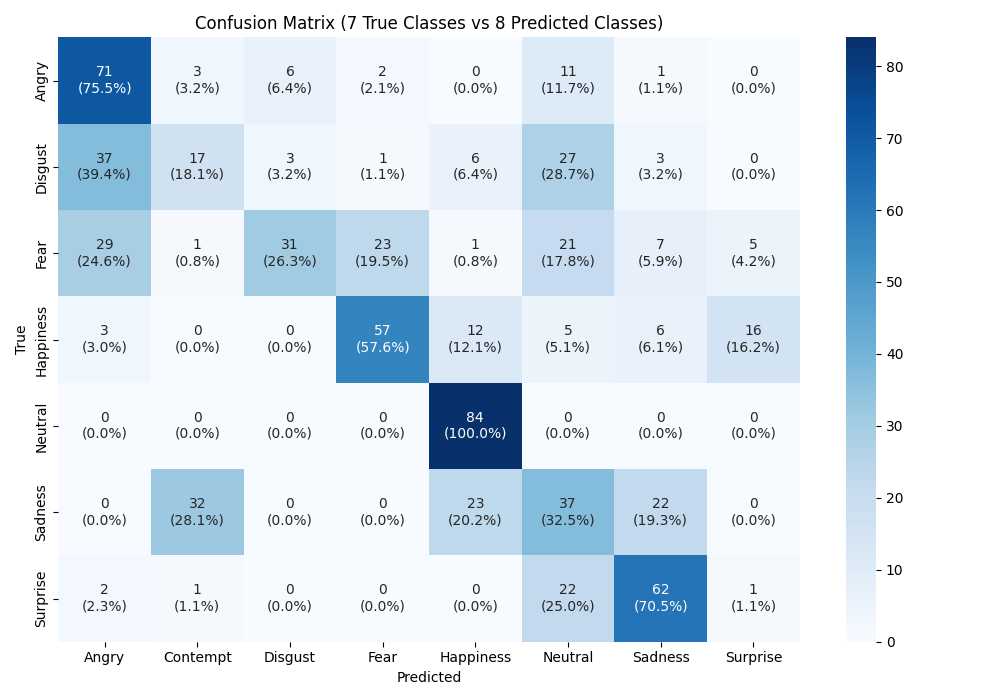 Confusion Matrix (7 True Classes vs 8 Predicted Classes)
Angry
71 3 6 2 0 11 1 0
(75.5%) (3.2%) (6.4%) (2.1%) (0.0%) (11.7%) (1.1%) (0.0%)
Disgust
37 17 3 1 6 27 3 0
(39.4%) (18.1%) (3.2%) (1.1%) (6.4%) (28.7%) (3.2%) (0.0%)
Fear
29 1 31 23 1 21 7 5
(24.6%) (0.8%) (26.3%) (19.5%) (0.8%) (17.8%) (5.9%) (4.2%)
True
Happiness
3 0 0 57 12 5 6 16
(3.0%) (0.0%) (0.0%) (57.6%) (12.1%) (5.1%) (6.1%) (16.2%)
Neutral
0 0 0 0 84 0 0 0
(0.0%) (0.0%) (0.0%) (0.0%) (100.0%) (0.0%) (0.0%) (0.0%)
Sadness
0 32 0 0 23 37 22 0
(0.0%) (28.1%) (0.0%) (0.0%) (20.2%) (32.5%) (19.3%) (0.0%)
Surprise
2 1 0 0 0 22 62 1
(2.3%) (1.1%) (0.0%) (0.0%) (0.0%) (25.0%) (70.5%) (1.1%)
Angry Contempt Disgust Fear Happiness Neutral Sadness Surprise
Predicted
80
70
60
50
40
30
20
10
0